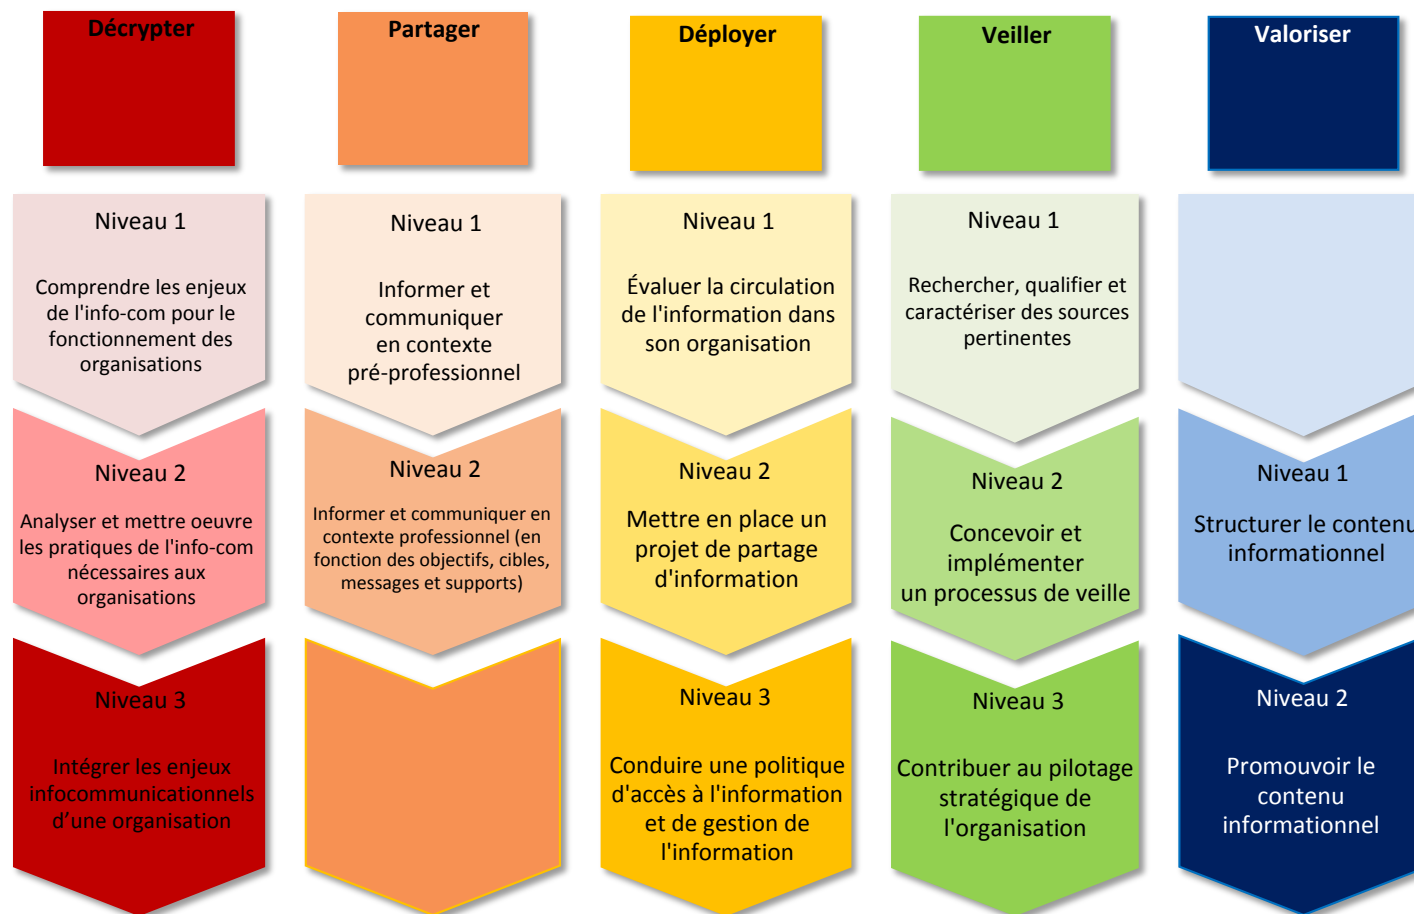 Décrypter
Partager
Déployer
Veiller
Valoriser
Niveau 1
Comprendre les enjeux
de l'info-com pour le
fonctionnement des
organisations
Niveau 1
Informer et
communiquer
en contexte
pré-professionnel
Niveau 1
Évaluer la circulation
de l'information dans
son organisation
Niveau 1
Rechercher, qualifier et
caractériser des sources
pertinentes
Niveau 2
Analyser et mettre oeuvre
les pratiques de l'info-com
nécessaires aux
organisations
Niveau 2
Informer et communiquer en
contexte professionnel (en
fonction des objectifs, cibles,
messages et supports)
Niveau 2
Mettre en place un
projet de partage
d'information
Niveau 2
Concevoir et
implémenter
un processus de veille
Niveau 1
Structurer le contenu
informationnel
Niveau 3
Intégrer les enjeux
infocommunicationnels
d’une organisation
Niveau 3
Conduire une politique
d'accès à l'information
et de gestion de
l'information
Niveau 3
Contribuer au pilotage
stratégique de
l'organisation
Niveau 2
Promouvoir le
contenu
informationnel